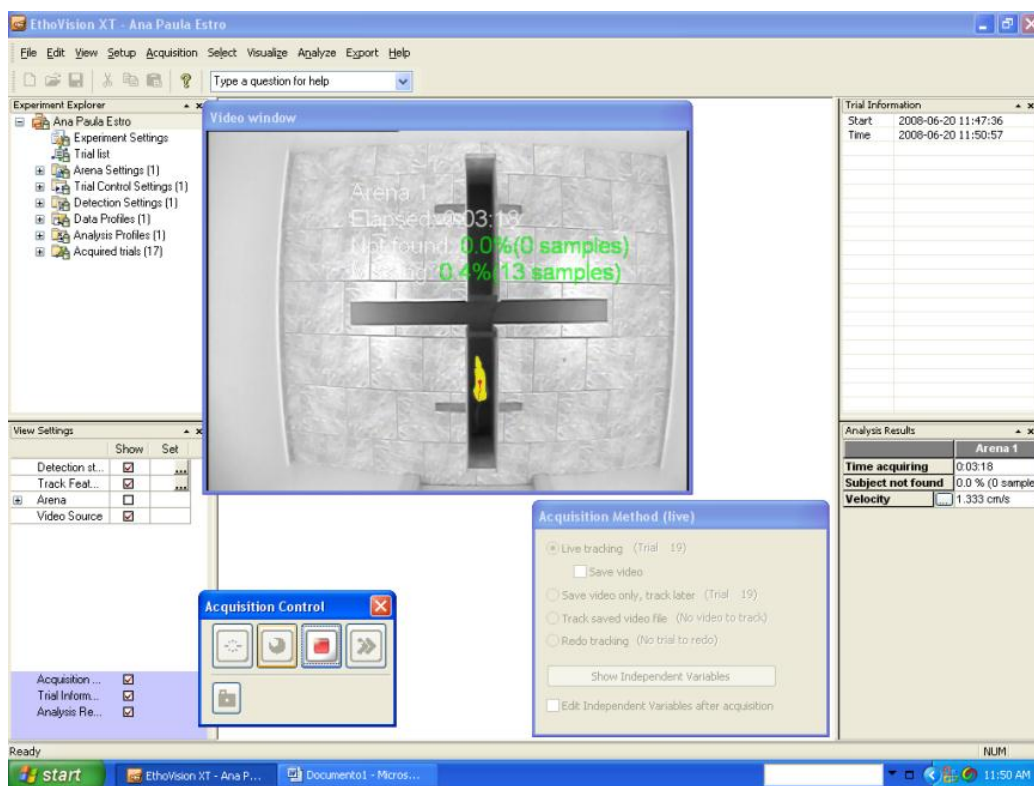 EthoVision XT - Ana Paula Estro
File Edit View Setup Acquisition Select Visualize Analyze Export Help
Type a question for help
Experiment Explorer
Ana Paula Estro
Experiment Settings
Trial list
Arena Settings (1)
Trial Control Settings (1)
Detection Settings (1)
Data Profiles (1)
Analysis Profiles (1)
Acquired trials (17)
Video window
Arena 1
Elapsed 0:03:18
Not found 0.0%(0 samples)
Missing 0.4%(13 samples)
Trial Information
Start 2008-06-20 11:47:36
Time 2008-06-20 11:50:57
View Settings
Show Set
Detection st... ...
Track Feat... ...
Arena
Video Source
Acquisition ...
Trial Inform...
Analysis Re...
Acquisition Control
Acquisition Method (live)
Live tracking (Trial 19)
Save video
Save video only, track later (Trial 19)
Track saved video file (No video to track)
Redo tracking (No trial to redo)
Show Independent Variables
Edit Independent Variables after acquisition
Analysis Results
Arena 1
Time acquiring 0:03:18
Subject not found 0.0 % (0 sample
Velocity ... 1.333 cm/s
Ready
NUM
start
EthoVision XT - Ana P...
Documento1 - Micros...
11:50 AM